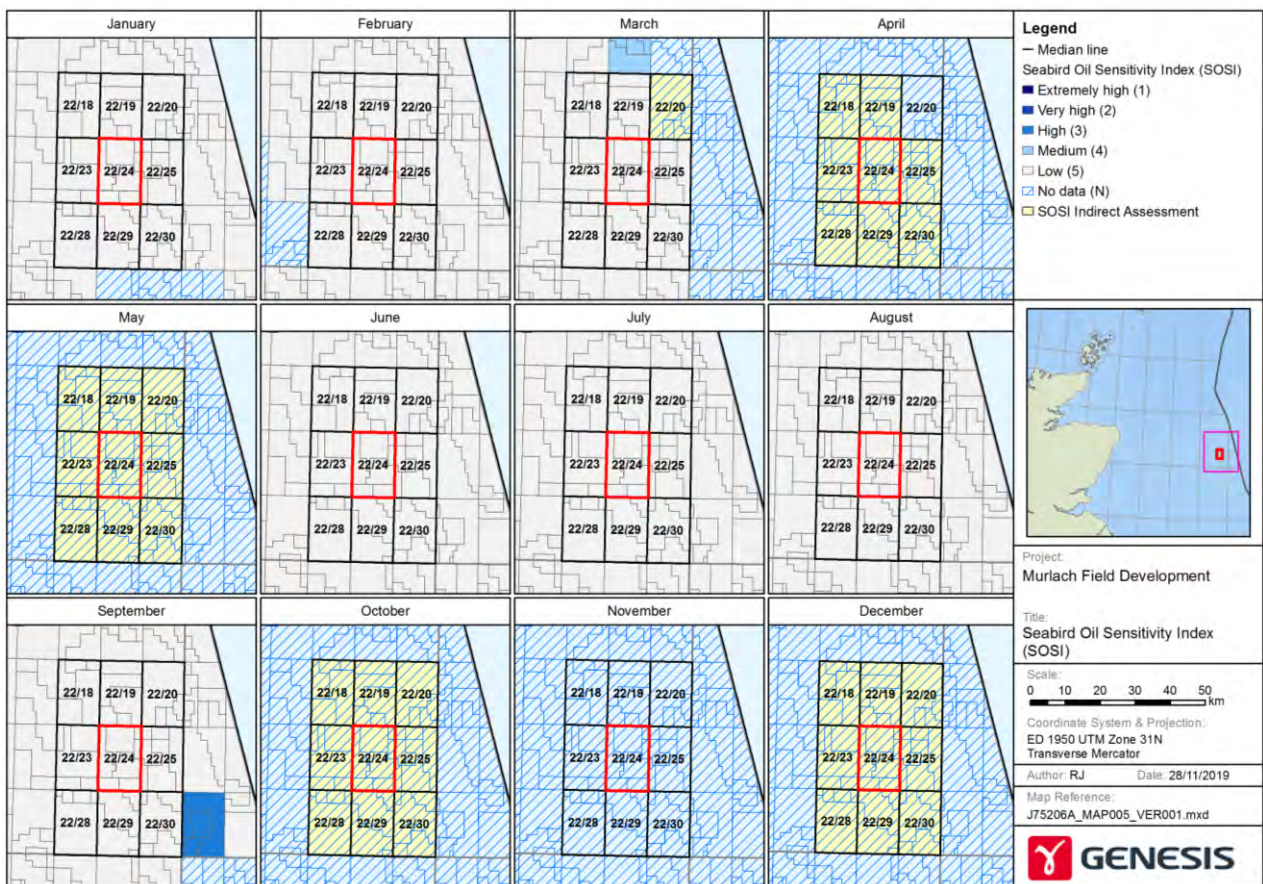 January
February
March
April
22/18 22/19 22/20
22/23 22/24 22/25
22/28 22/29 22/30
22/18 22/19 22/20
22/23 22/24 22/25
22/28 22/29 22/30
22/18 22/19 22/20
22/23 22/24 22/25
22/28 22/29 22/30
22/18 22/19 22/20
22/23 22/24 22/25
22/28 22/29 22/30
May
June
July
August
22/18 22/19 22/20
22/23 22/24 22/25
22/28 22/29 22/30
22/18 22/19 22/20
22/23 22/24 22/25
22/28 22/29 22/30
22/18 22/19 22/20
22/23 22/24 22/25
22/28 22/29 22/30
22/18 22/19 22/20
22/23 22/24 22/25
22/28 22/29 22/30
September
October
November
December
22/18 22/19 22/20
22/23 22/24 22/25
22/28 22/29 22/30
22/18 22/19 22/20
22/23 22/24 22/25
22/28 22/29 22/30
22/18 22/19 22/20
22/23 22/24 22/25
22/28 22/29 22/30
22/18 22/19 22/20
22/23 22/24 22/25
22/28 22/29 22/30
Legend
Median line
Seabird Oil Sensitivity Index (SOSI)
Extremely high (1)
Very high (2)
High (3)
Medium (4)
Low (5)
No data (N)
SOSI Indirect Assessment
Project:
Murlach Field Development
Title:
Seabird Oil Sensitivity Index
(SOSI)
Scale:
0 10 20 30 40 50
km
Coordinate System & Projection:
ED 1950 UTM Zone 31N
Transverse Mercator
Author: RJ Date: 28/11/2019
Map Reference:
J75206A_MAP005_VER001.mxd
GENESIS